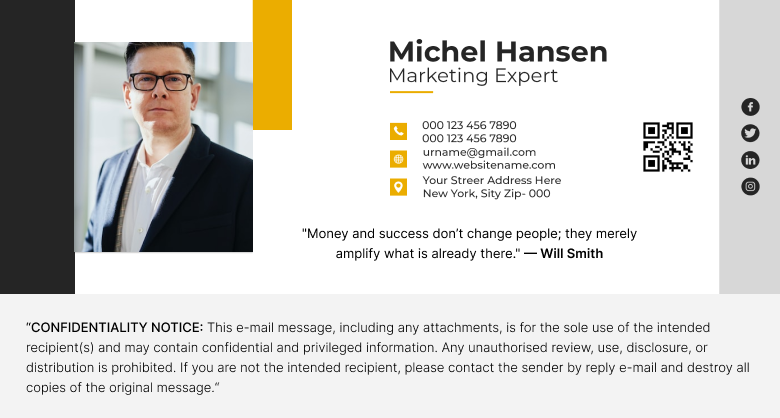 Michel Hansen
Marketing Expert
000 123 456 7890
000 123 456 7890
urname@gmail.com
www.websitename.com
Your Streer Address Here
New York, Sity Zip- 000
"Money and success don’t change people; they merely
amplify what is already there." — Will Smith
“CONFIDENTIALITY NOTICE: This e-mail message, including any attachments, is for the sole use of the intended
recipient(s) and may contain confidential and privileged information. Any unauthorised review, use, disclosure, or
distribution is prohibited. If you are not the intended recipient, please contact the sender by reply e-mail and destroy all
copies of the original message.”